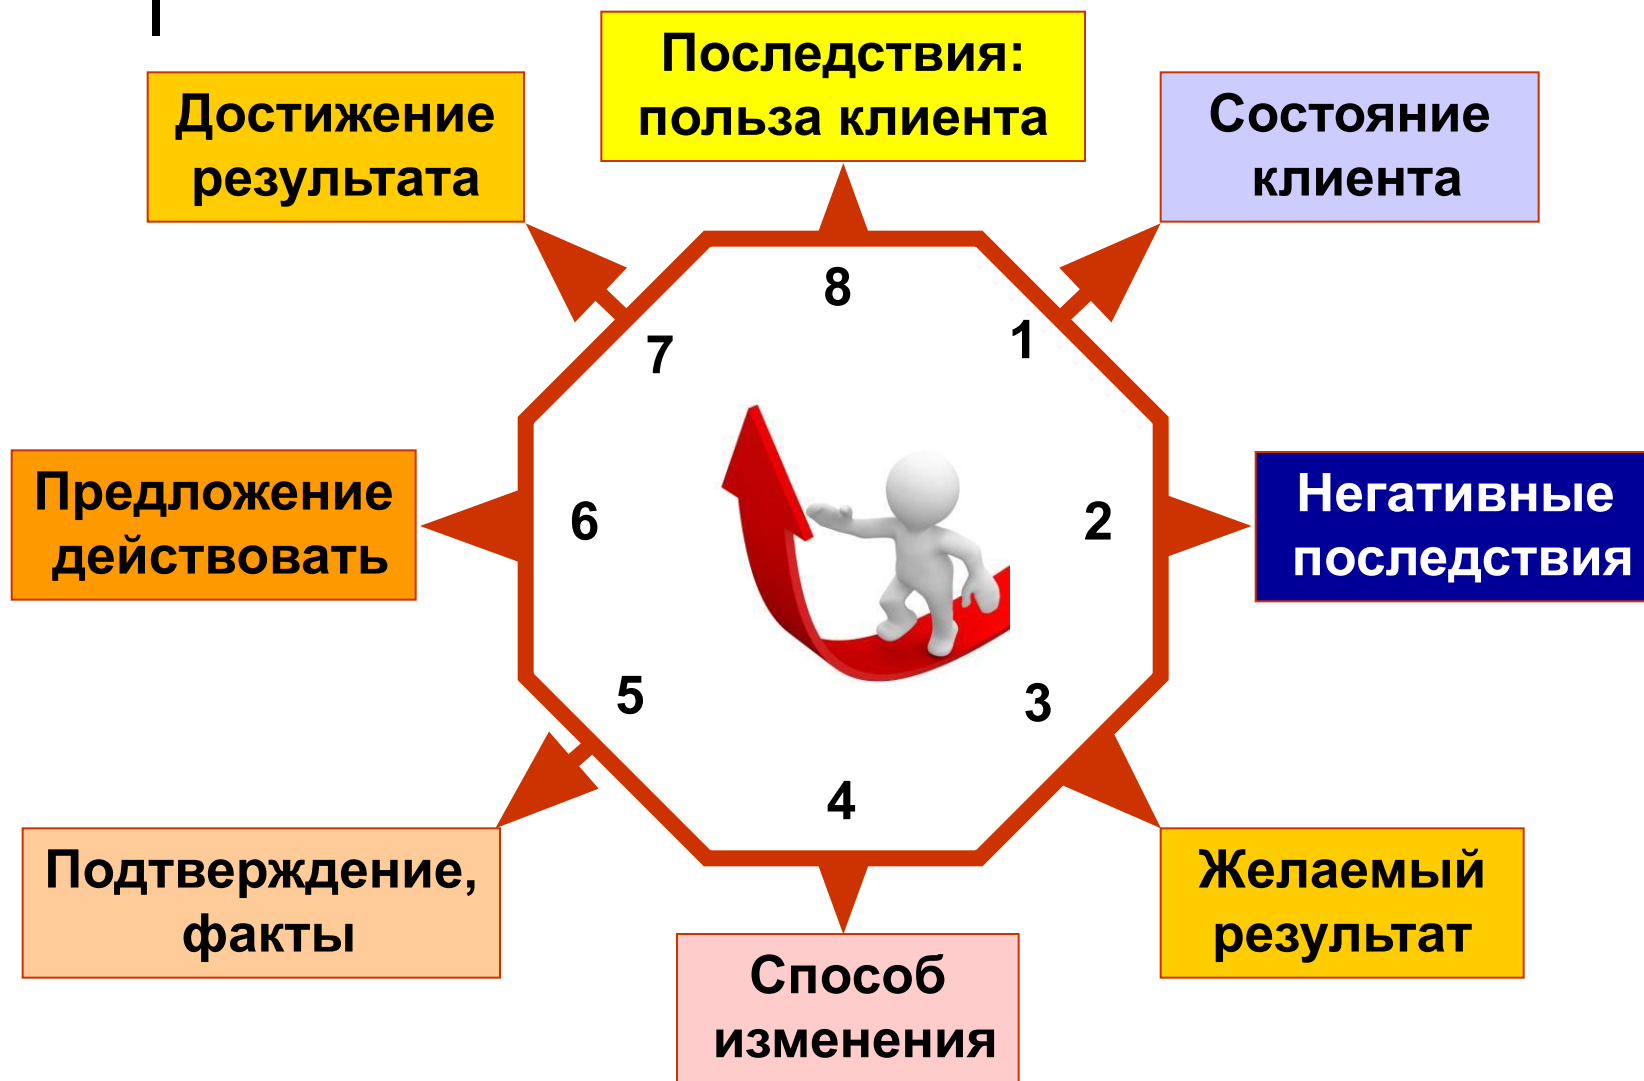 Последствия:
польза клиента
8
Состояние
клиента
1
Негативные
последствия
2
Желаемый
результат
3
Способ
изменения
4
Подтверждение,
факты
5
Предложение
действовать
6
Достижение
результата
7